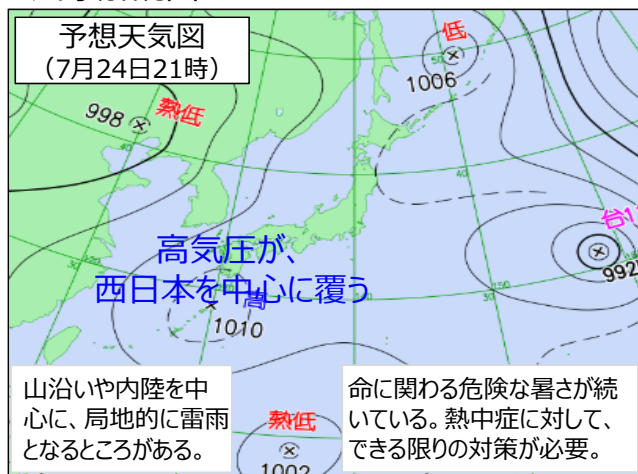 予想天気図
（7月24日21時）
低
1006
熱低
998
50
40
40
台1
992
高気圧が、
西日本を中心に覆う
高
1010
30
山沿いや内陸を中
心に、局地的に雷雨
となるところがある。
熱低
1002
命に関わる危険な暑さが続
いている。熱中症に対して、
できる限りの対策が必要。